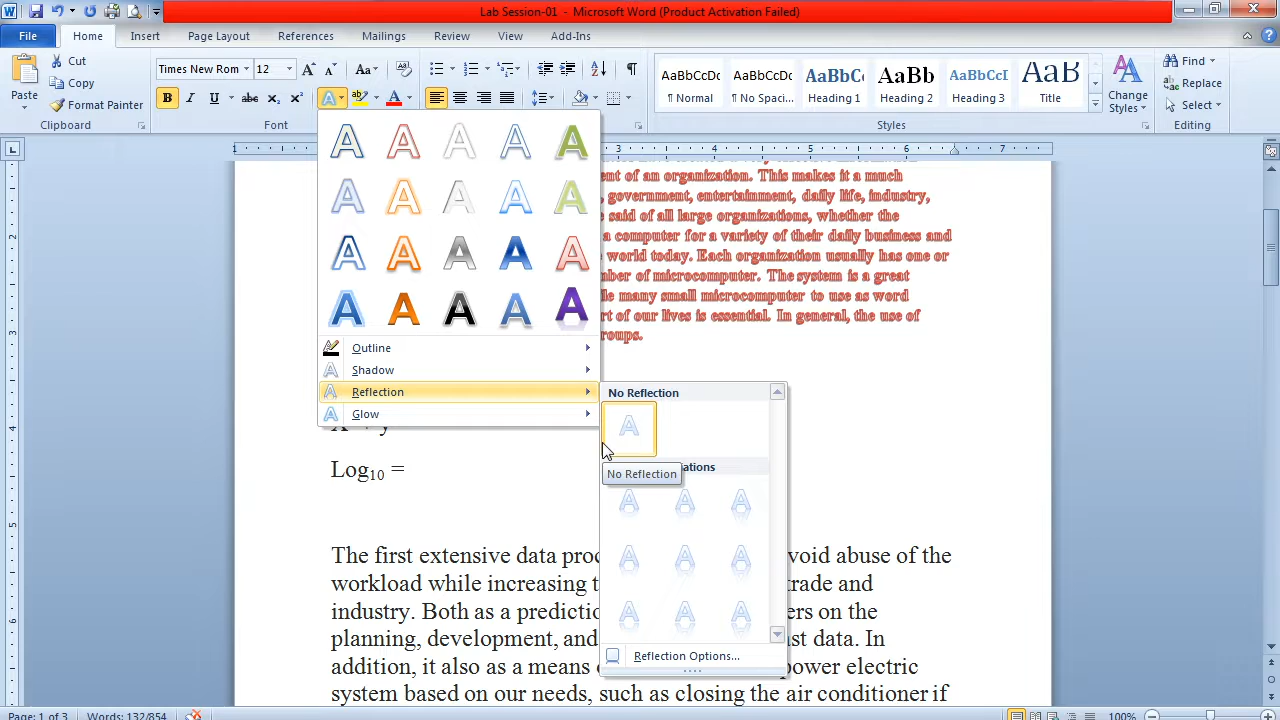 Lab Session-01 - Microsoft Word (Product Activation Failed)
File Home Insert Page Layout References Mailings Review View Add-Ins
Paste
Cut
Copy
Format Painter
Clipboard
Times New Rom 12
Font
AaBbCcDc AaBbCcDc AaBbCc AaBbCc AaBbCcI AaB
¶ Normal ¶ No Spaci... Heading 1 Heading 2 Heading 3 Title
Styles
Change
Styles
Find
Replace
Select
Editing
ent of an organization. This makes it a much
, government, entertainment, daily life, industry,
e said of all large organizations, whether the
a computer for a variety of their daily business and
world today. Each organization usually has one or
mber of microcomputer. The system is a great
le many small microcomputer to use as word
rt of our lives is essential. In general, the use of
groups.
Outline
Shadow
Reflection
Glow
No Reflection
No Reflection
ations
Reflection Options...
Log10 =
The first extensive data proc void abuse of the
workload while increasing t trade and
industry. Both as a predictio ers on the
planning, development, and st data. In
addition, it also as a means o power electric
system based on our needs, such as closing the air conditioner if
Page: 1 of 3 Words: 132/854 100%